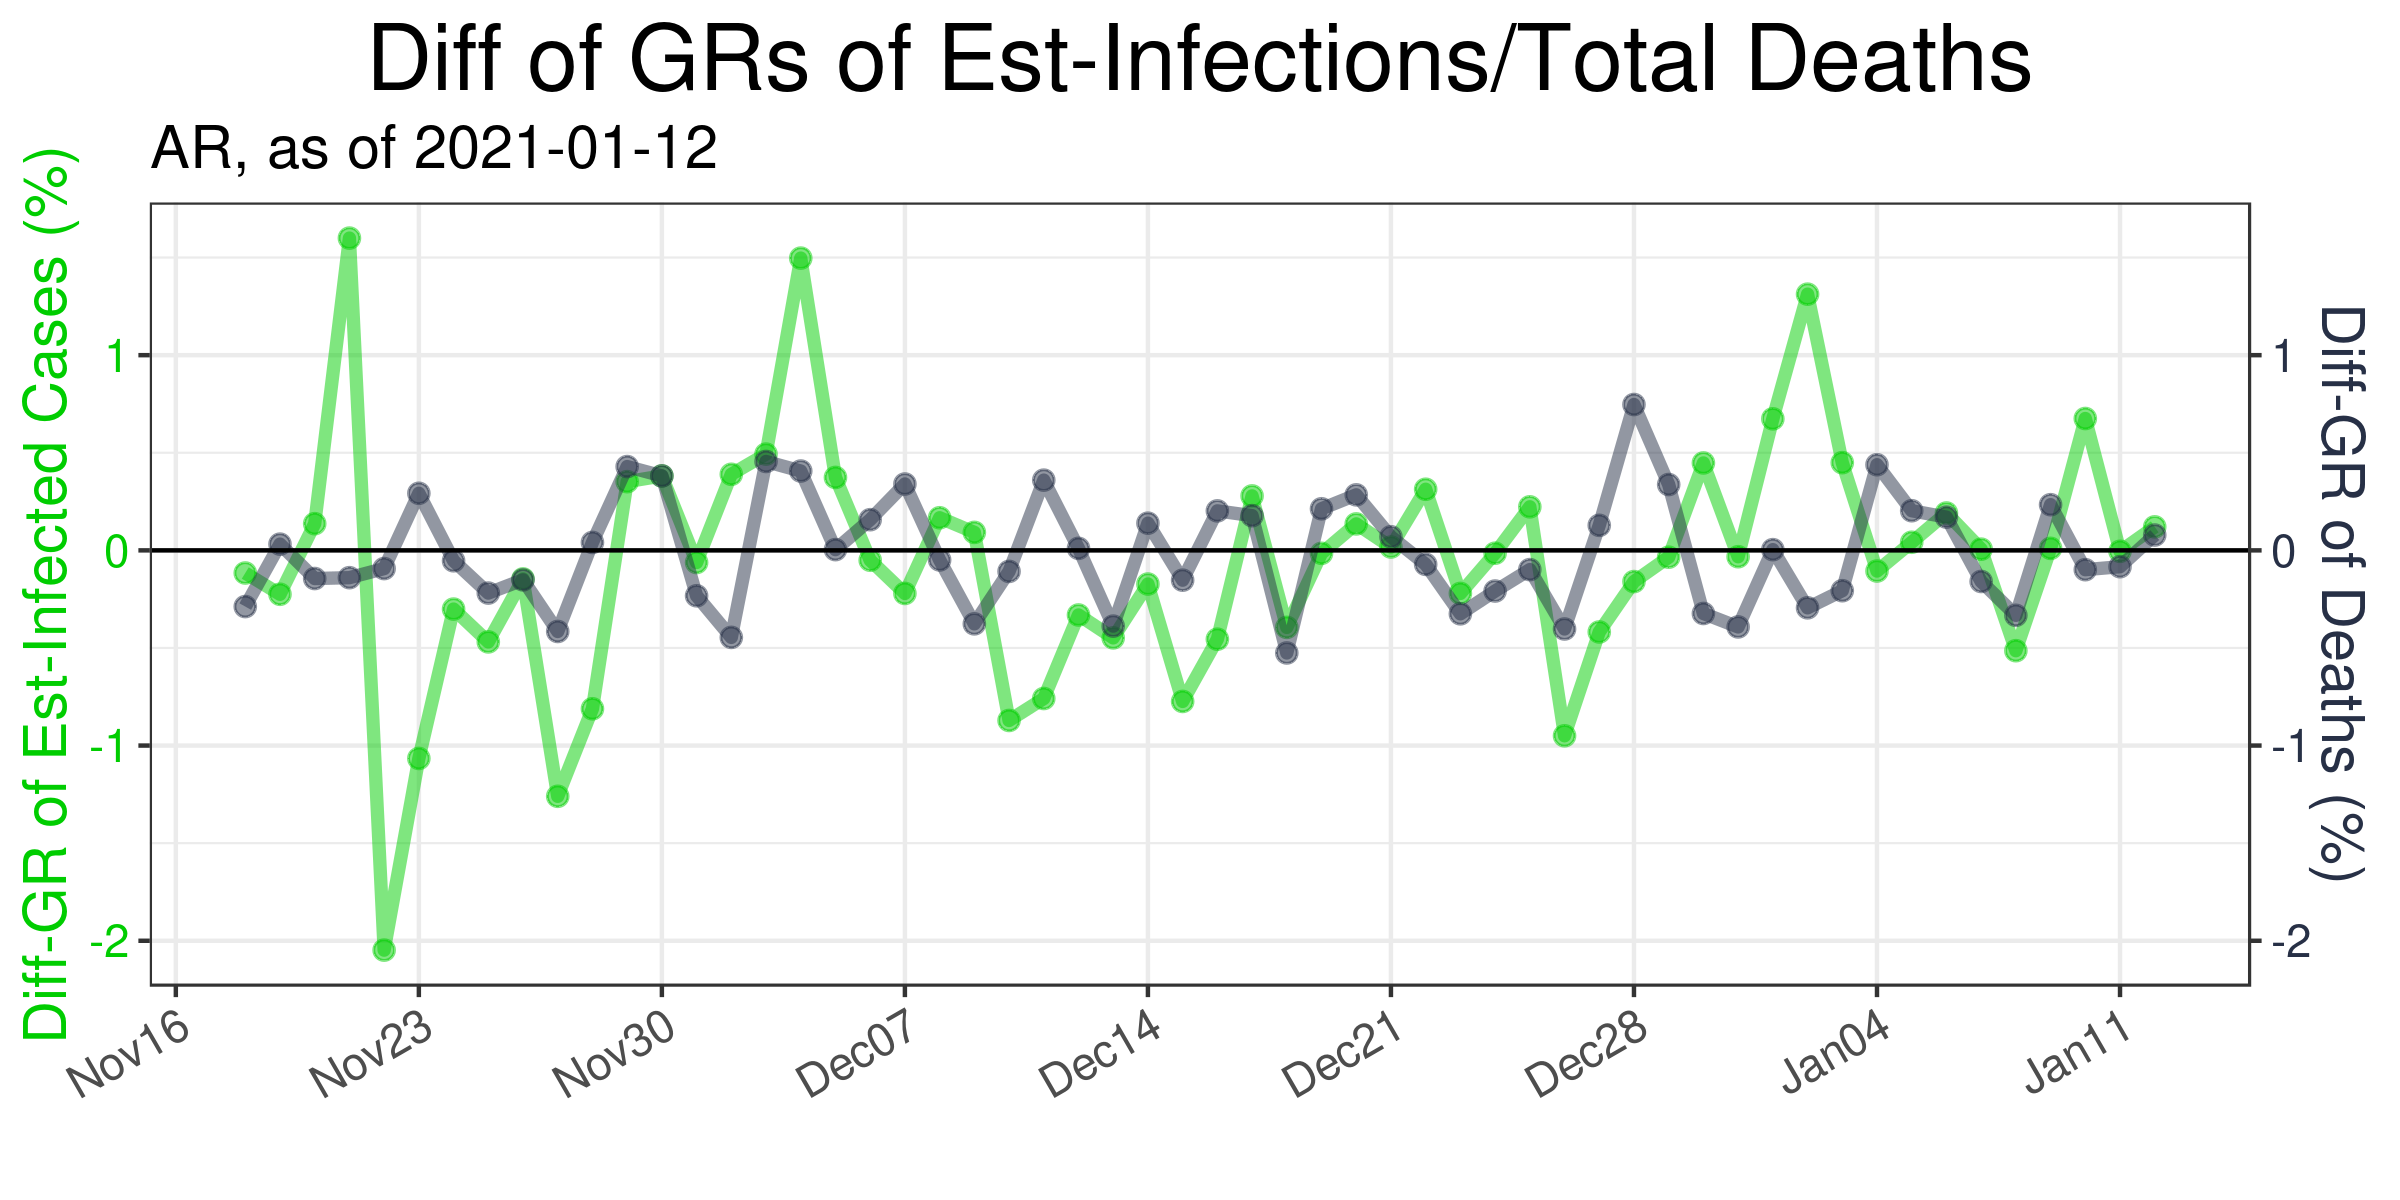 Diff of GRs of Est-Infections/Total Deaths
AR, as of 2021-01-12
Diff-GR of Est-Infected Cases (%)
1
0
-1
-2
1
0
-1
-2
Diff-GR of Deaths (%)
Nov16
Nov23
Nov30
Dec07
Dec14
Dec21
Dec28
Jan04
Jan11